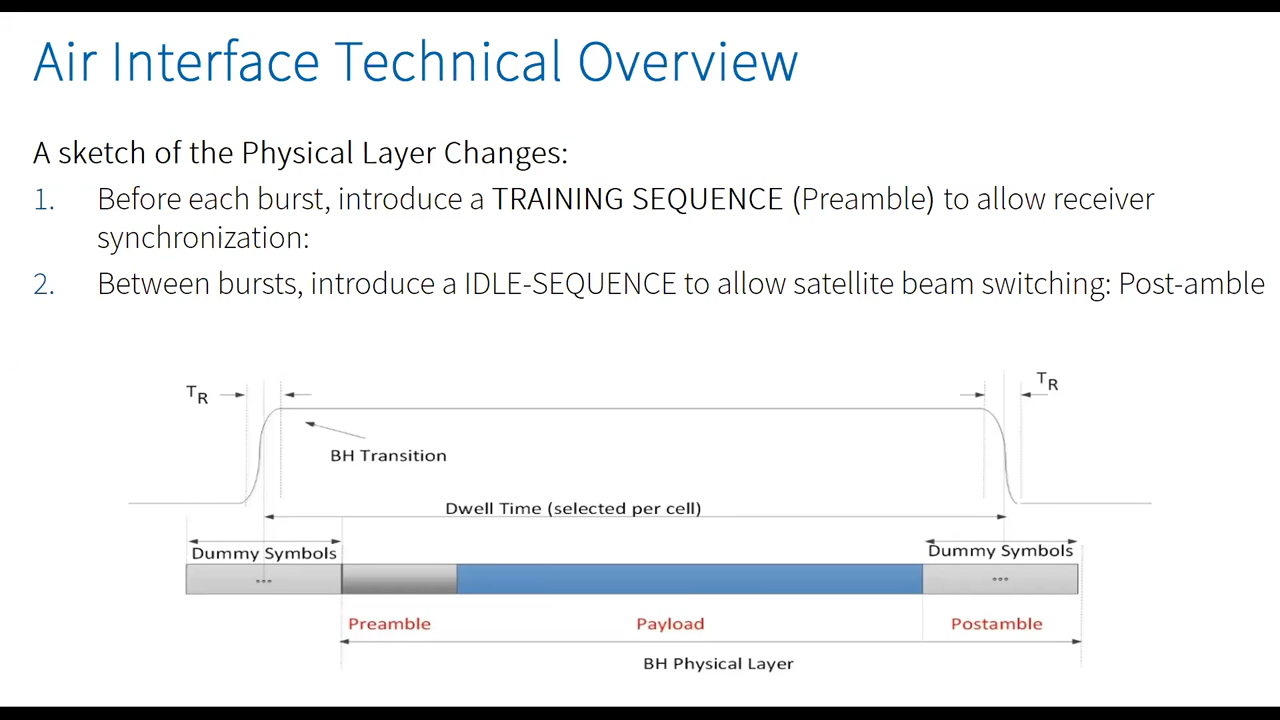 Air Interface Technical Overview
A sketch of the Physical Layer Changes:
1. Before each burst, introduce a TRAINING SEQUENCE (Preamble) to allow receiver
synchronization:
2. Between bursts, introduce a IDLE-SEQUENCE to allow satellite beam switching: Post-amble
TR
TR
BH Transition
Dwell Time (selected per cell)
Dummy Symbols
Dummy Symbols
Preamble
Payload
Postamble
BH Physical Layer